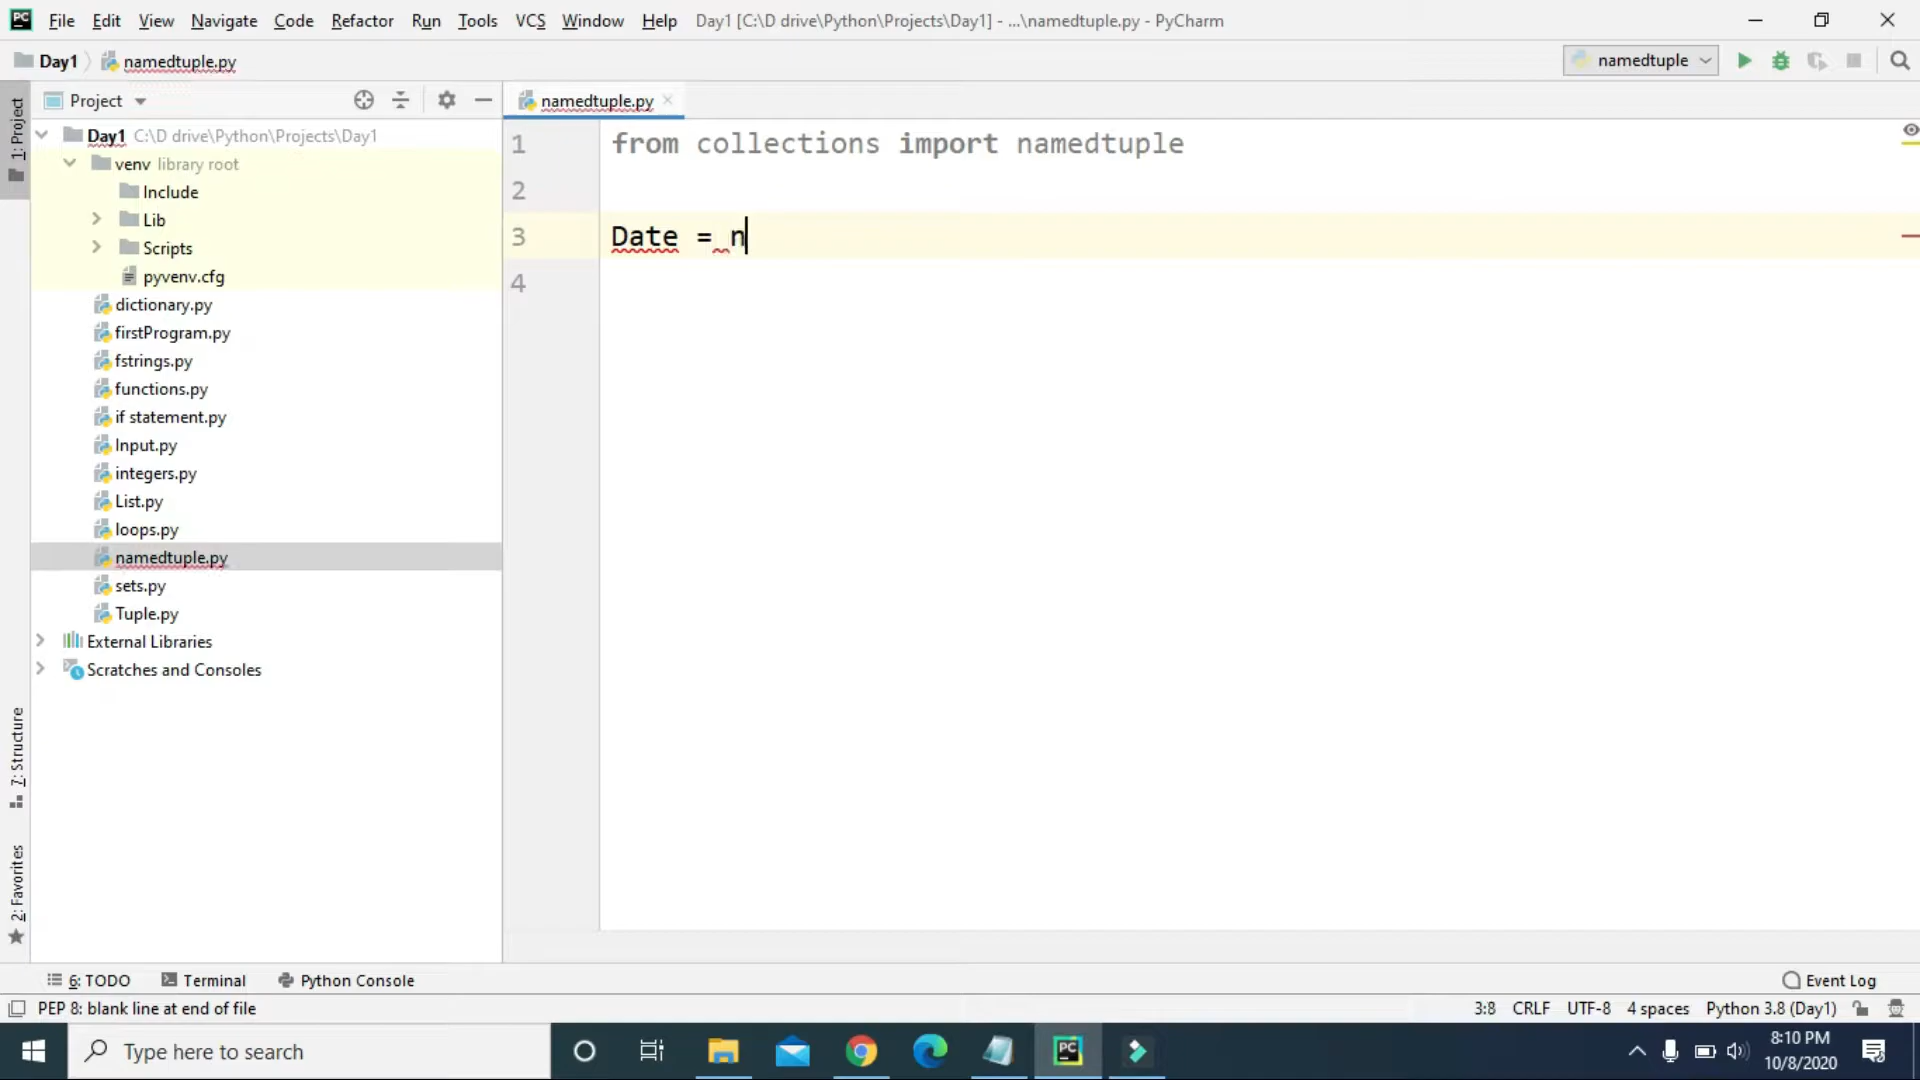 PC File Edit View Navigate Code Refactor Run Tools VCS Window Help Day1 [C:\D drive\Python\Projects\Day1] - ...\namedtuple.py - PyCharm
Day1 namedtuple.py namedtuple
Project namedtuple.py
1: Project
Day1 C:\D drive\Python\Projects\Day1
venv library root
Include
Lib
Scripts
pyvenv.cfg
dictionary.py
firstProgram.py
fstrings.py
functions.py
if statement.py
Input.py
integers.py
List.py
loops.py
namedtuple.py
sets.py
Tuple.py
External Libraries
Scratches and Consoles
1 from collections import namedtuple
2
3 Date = n
4
7: Structure
2: Favorites
6: TODO Terminal Python Console Event Log
PEP 8: blank line at end of file 3:8 CRLF UTF-8 4 spaces Python 3.8 (Day1)
Type here to search PC 8:10 PM
10/8/2020